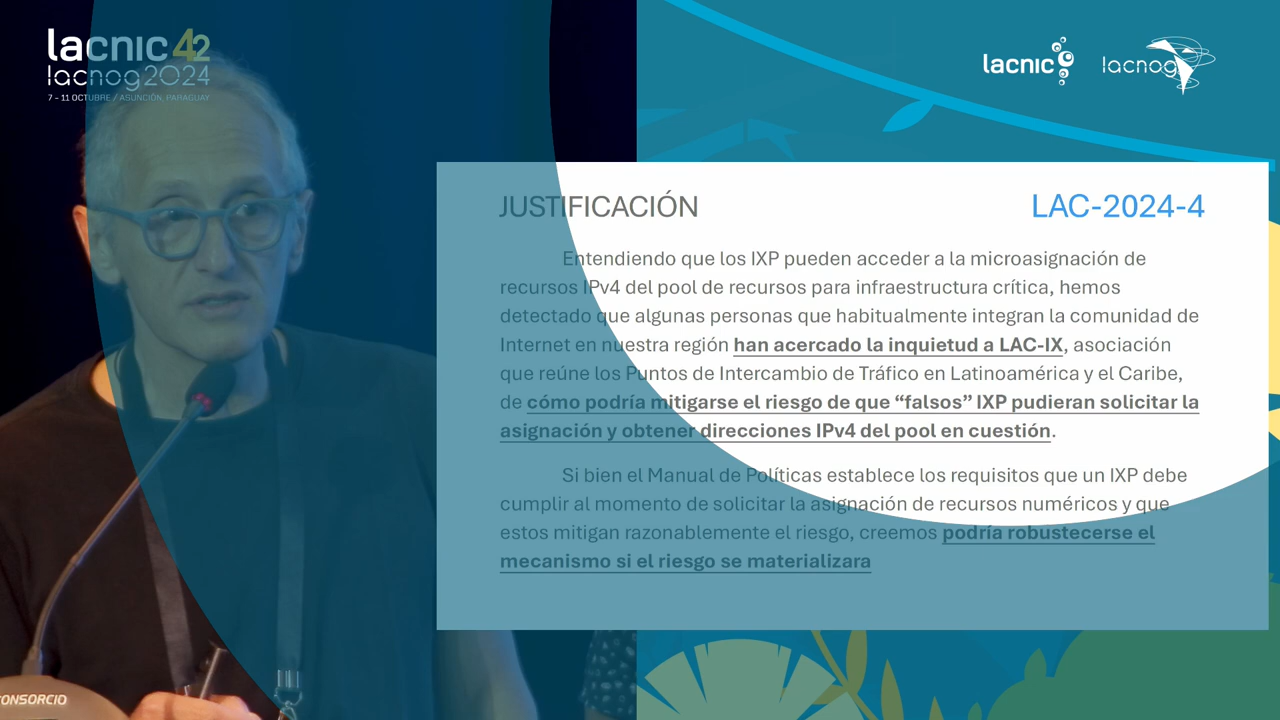 lacnic 42
lacnog2024
7 - 11 OCTUBRE / ASUNCIÓN, PARAGUAY
lacnic
lacnog
JUSTIFICACIÓN
LAC-2024-4
Entendiendo que los IXP pueden acceder a la microasignación de
recursos IPv4 del pool de recursos para infraestructura crítica, hemos
detectado que algunas personas que habitualmente integran la comunidad de
Internet en nuestra región han acercado la inquietud a LAC-IX, asociación
que reúne los Puntos de Intercambio de Tráfico en Latinoamérica y el Caribe,
de cómo podría mitigarse el riesgo de que “falsos” IXP pudieran solicitar la
asignación y obtener direcciones IPv4 del pool en cuestión.
Si bien el Manual de Políticas establece los requisitos que un IXP debe
cumplir al momento de solicitar la asignación de recursos numéricos y que
estos mitigan razonablemente el riesgo, creemos podría robustecerse el
mecanismo si el riesgo se materializara
CONSORCIO